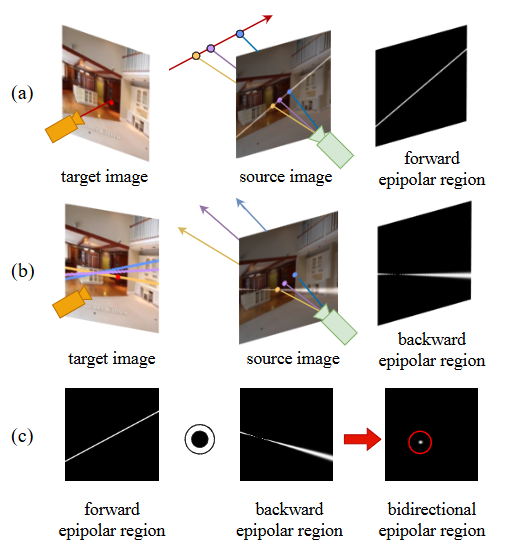 (a)
target image
source image
forward
epipolar region
(b)
target image
source image
backward
epipolar region
(c)
forward
epipolar region
backward
epipolar region
bidirectional
epipolar region